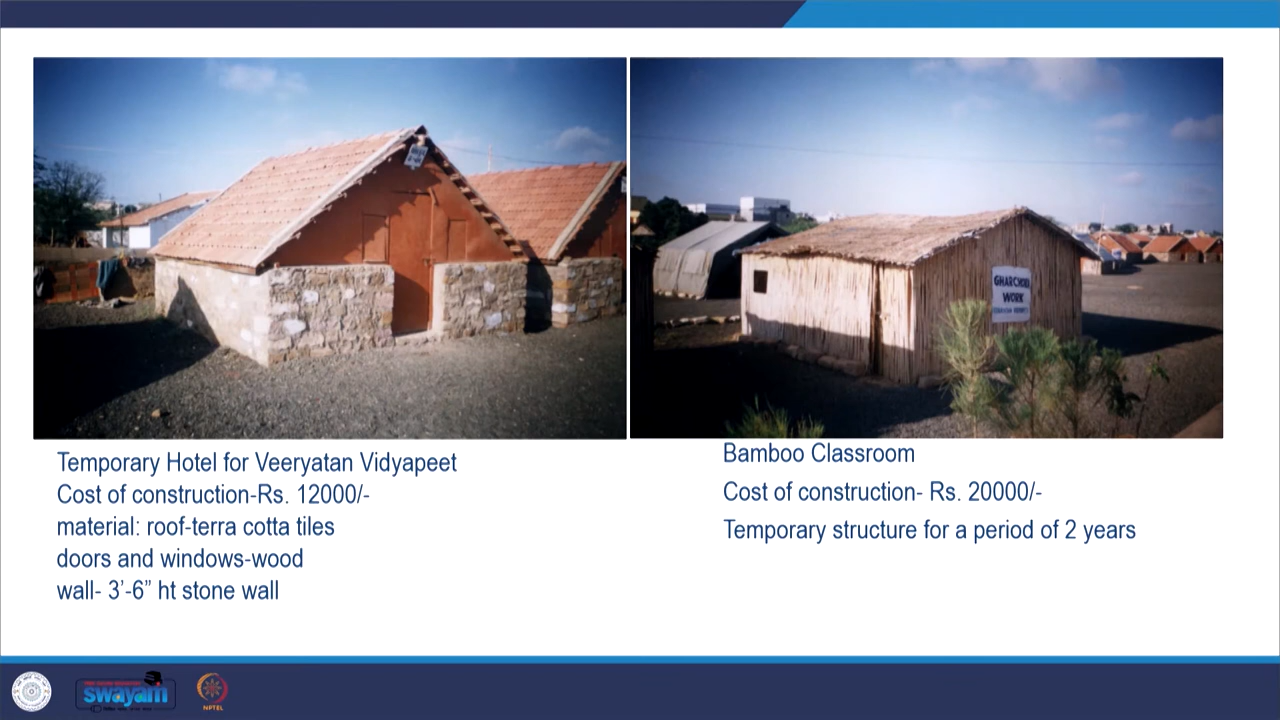 Temporary Hotel for Veeryatan Vidyapeet
Cost of construction-Rs. 12000/-
material: roof-terra cotta tiles
doors and windows-wood
wall- 3’-6” ht stone wall
GHARCHOLA
WORK
Bamboo Classroom
Cost of construction- Rs. 20000/-
Temporary structure for a period of 2 years
swayam
NPTEL